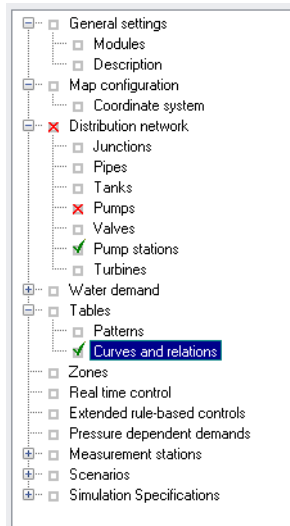 General settings
Modules
Description
Map configuration
Coordinate system
Distribution network
Junctions
Pipes
Tanks
Pumps
Valves
Pump stations
Turbines
Water demand
Tables
Patterns
Curves and relations
Zones
Real time control
Extended rule-based controls
Pressure dependent demands
Measurement stations
Scenarios
Simulation Specifications